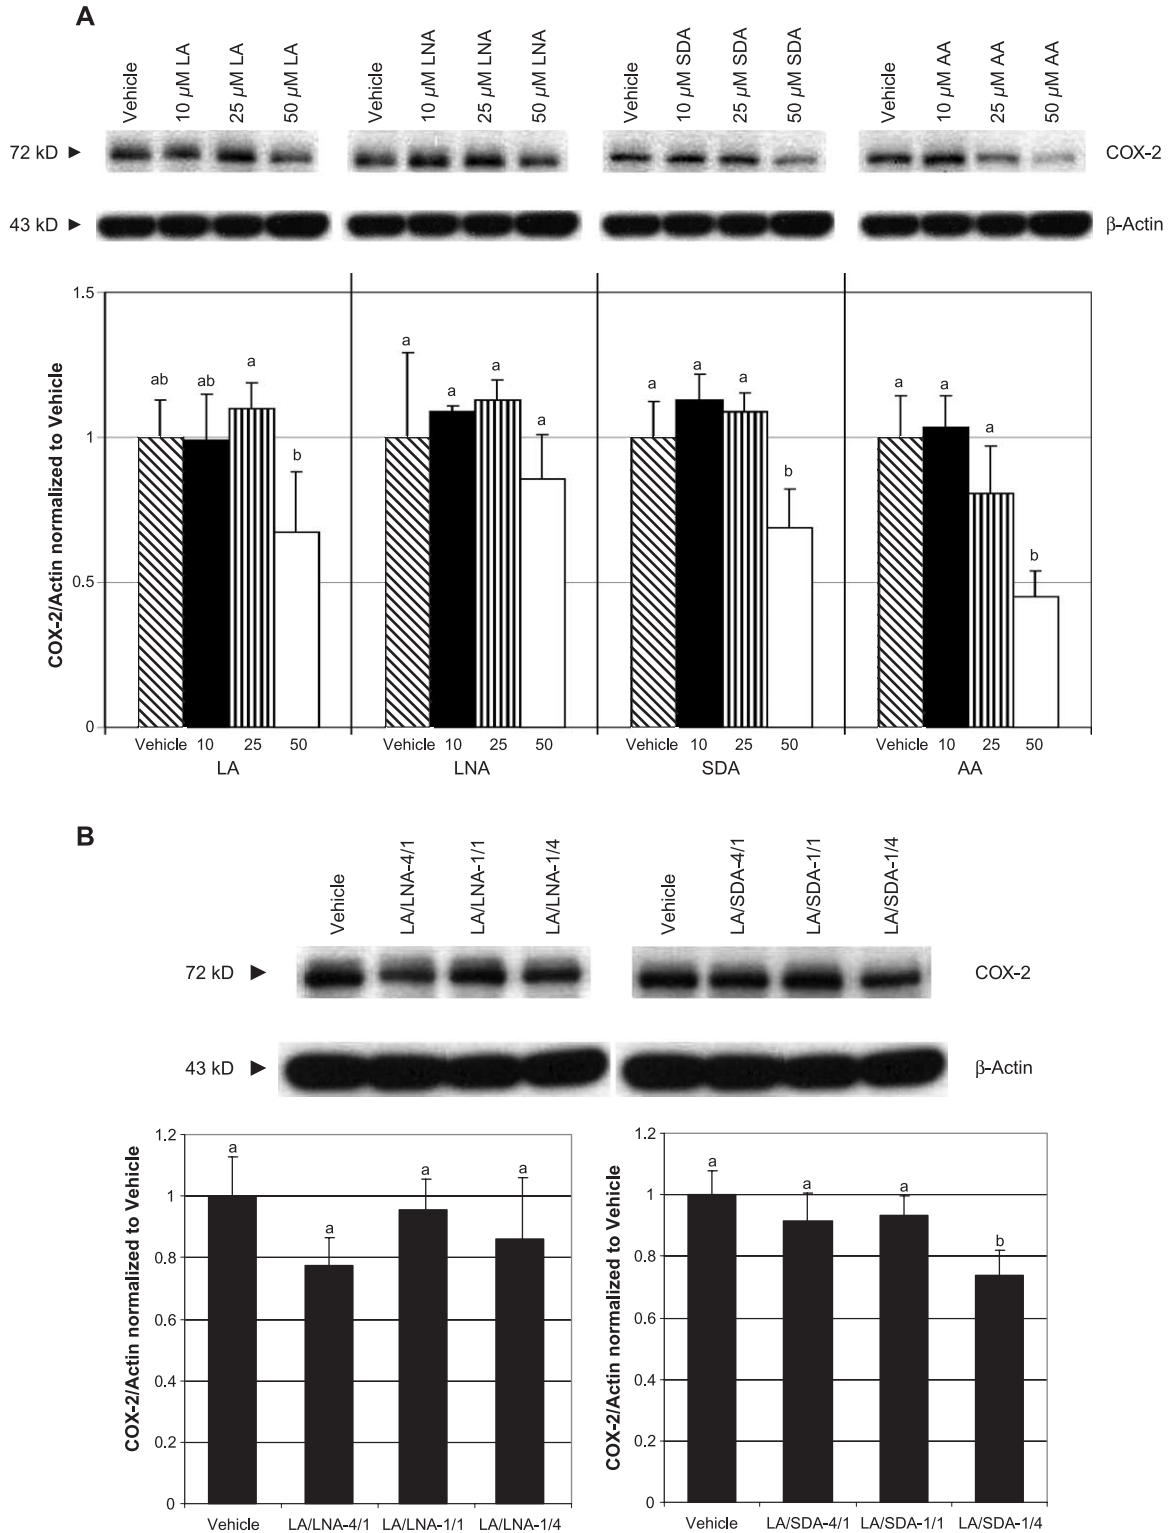 A
Vehicle
10 µM LA
25 µM LA
50 µM LA
Vehicle
10 µM LNA
25 µM LNA
50 µM LNA
Vehicle
10 µM SDA
25 µM SDA
50 µM SDA
Vehicle
10 µM AA
25 µM AA
50 µM AA
72 kD
COX-2
43 kD
β-Actin
COX-2/Actin normalized to Vehicle
1.5
1
0.5
0
ab
ab
a
b
a
a
a
a
a
a
a
b
a
a
a
b
Vehicle 10 25 50 Vehicle 10 25 50 Vehicle 10 25 50 Vehicle 10 25 50
LA LNA SDA AA
B
Vehicle
LA/LNA-4/1
LA/LNA-1/1
LA/LNA-1/4
Vehicle
LA/SDA-4/1
LA/SDA-1/1
LA/SDA-1/4
72 kD
COX-2
43 kD
β-Actin
COX-2/Actin normalized to Vehicle
1.2
1
0.8
0.6
0.4
0.2
0
a
a
a
a
Vehicle LA/LNA-4/1 LA/LNA-1/1 LA/LNA-1/4
COX-2/Actin normalized to Vehicle
1.2
1
0.8
0.6
0.4
0.2
0
a
a
a
b
Vehicle LA/SDA-4/1 LA/SDA-1/1 LA/SDA-1/4